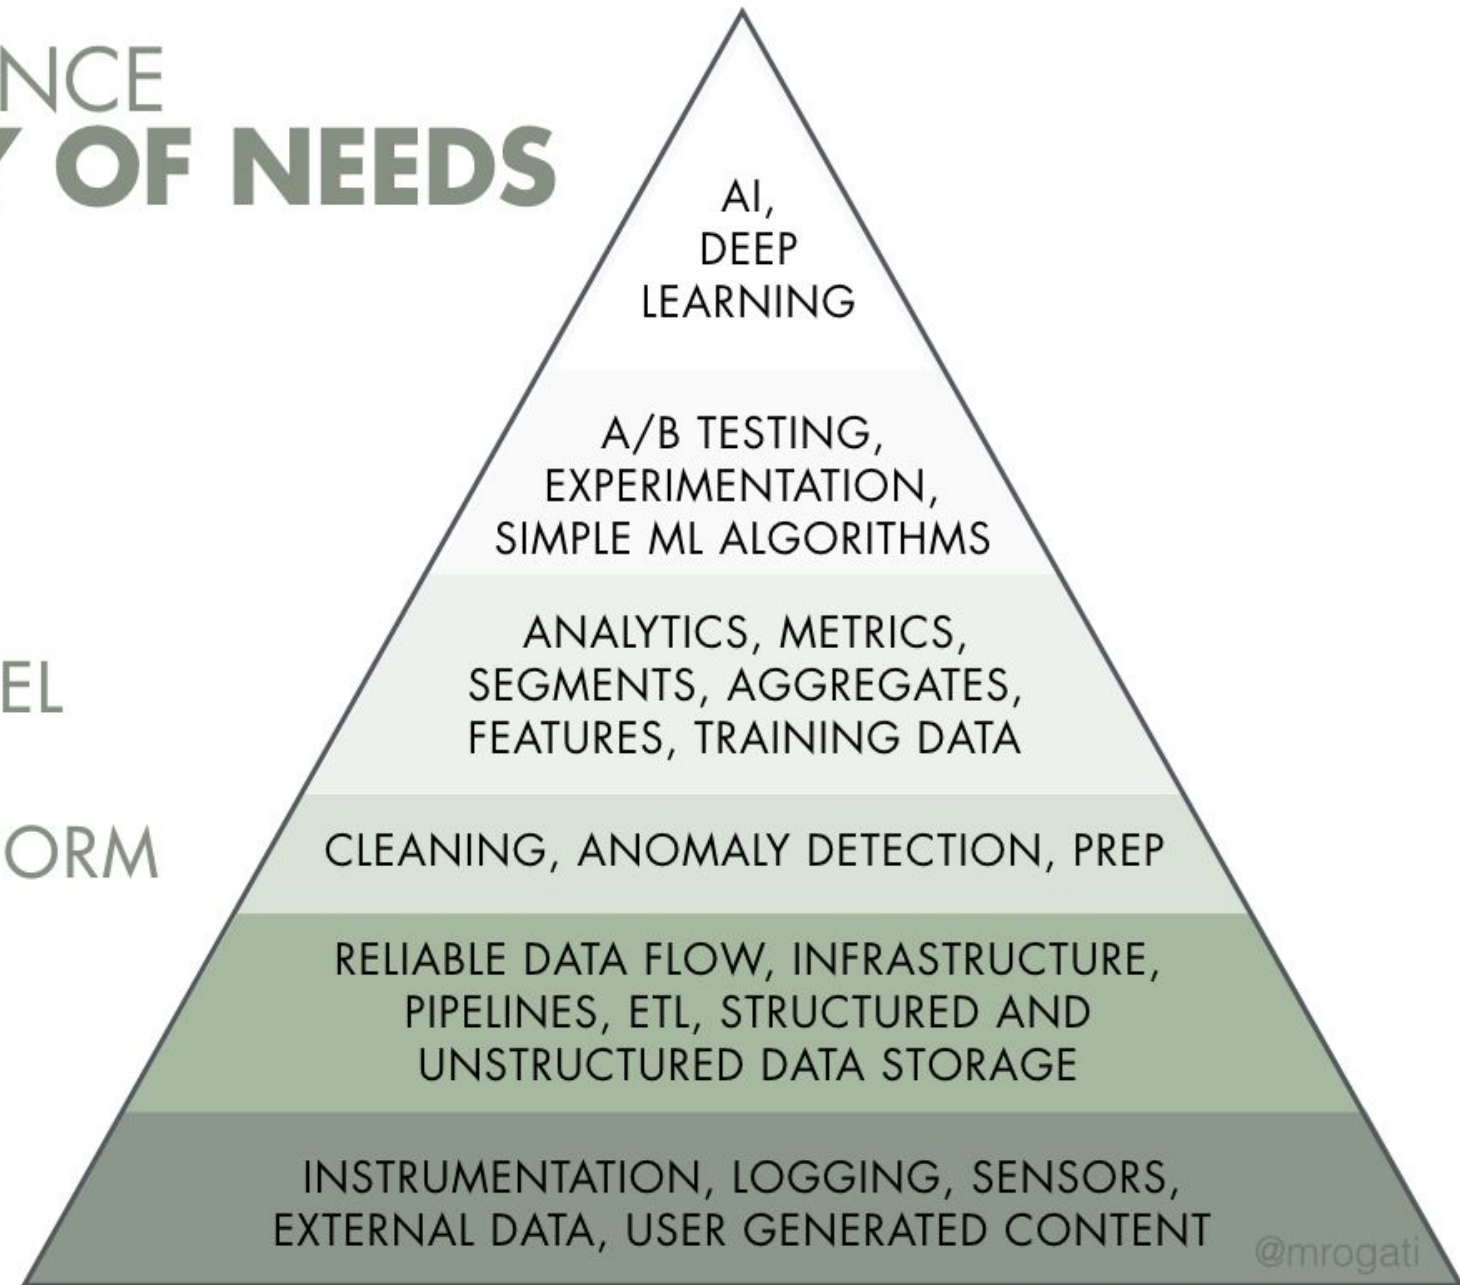 NCE
OF NEEDS
AI,
DEEP
LEARNING
A/B TESTING,
EXPERIMENTATION,
SIMPLE ML ALGORITHMS
ANALYTICS, METRICS,
SEGMENTS, AGGREGATES,
FEATURES, TRAINING DATA
EL
CLEANING, ANOMALY DETECTION, PREP
ORM
RELIABLE DATA FLOW, INFRASTRUCTURE,
PIPELINES, ETL, STRUCTURED AND
UNSTRUCTURED DATA STORAGE
INSTRUMENTATION, LOGGING, SENSORS,
EXTERNAL DATA, USER GENERATED CONTENT
@mrogati